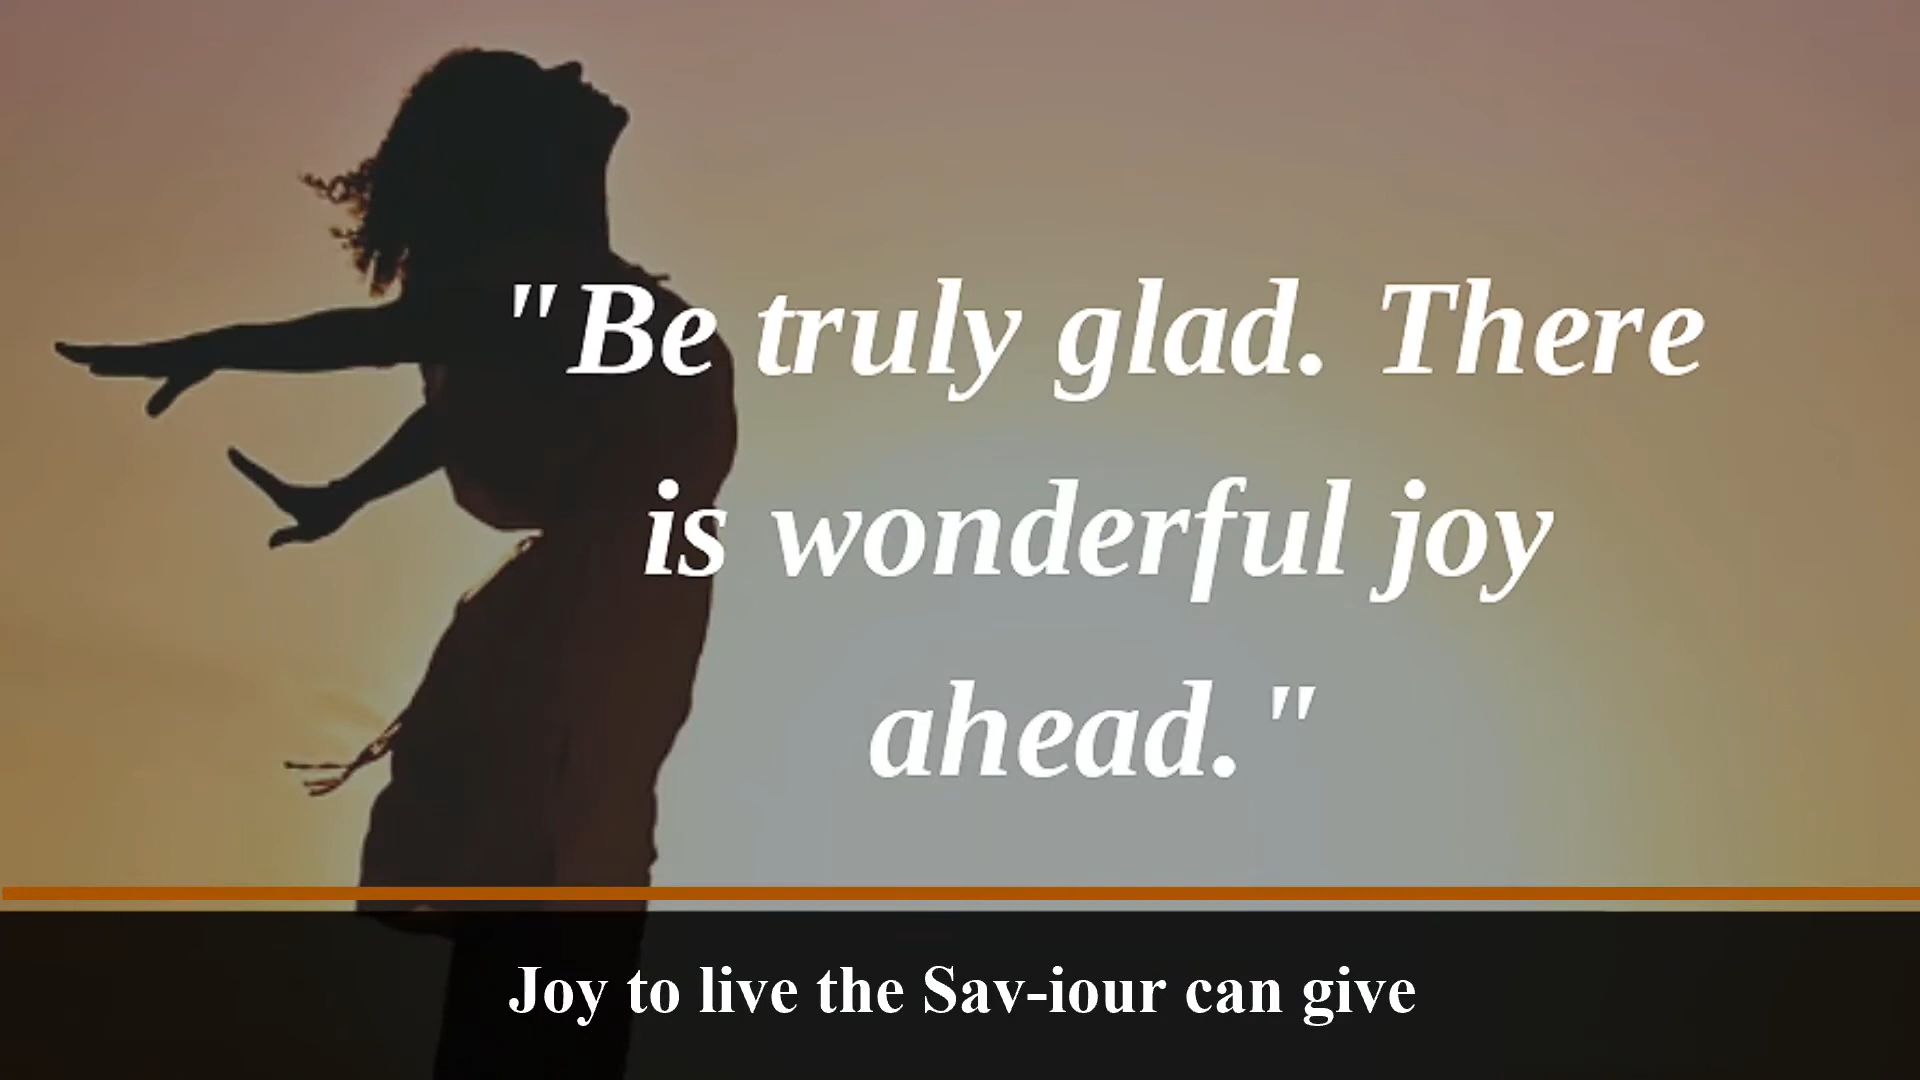 "Be truly glad. There
is wonderful joy
ahead."
Joy to live the Sav-iour can give